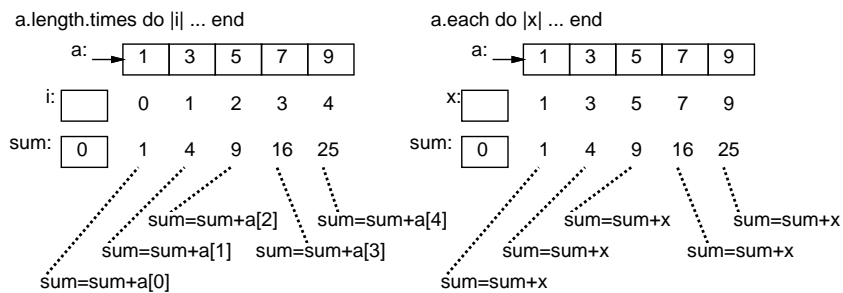 a.length.times do |i| ... end
a: 1 3 5 7 9
i: 0 1 2 3 4
sum: 0 1 4 9 16 25
sum=sum+a[2] sum=sum+a[4]
sum=sum+a[1] sum=sum+a[3]
sum=sum+a[0]
a.each do |x| ... end
a: 1 3 5 7 9
x: 1 3 5 7 9
sum: 0 1 4 9 16 25
sum=sum+x sum=sum+x
sum=sum+x sum=sum+x
sum=sum+x